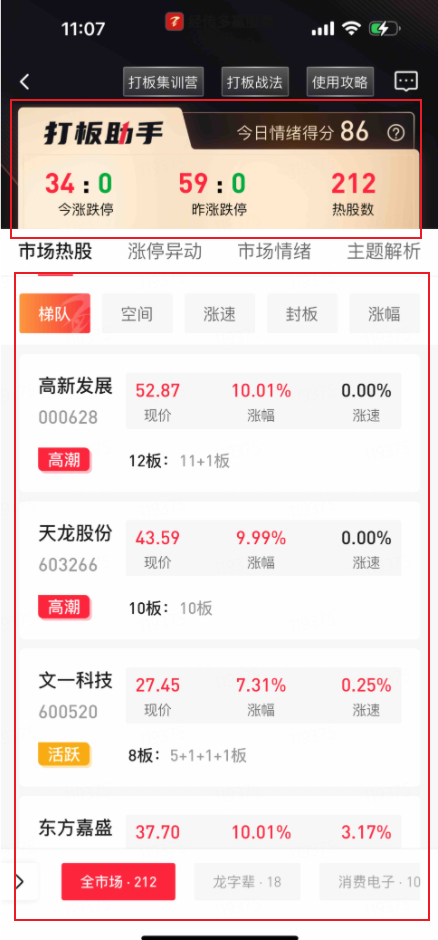 11:07
打板集训营 打板战法 使用攻略
打板助手 今日情绪得分 86 ?
34 : 0 59 : 0 212
今涨跌停 昨涨跌停 热股数
市场热股 涨停异动 市场情绪 主题解析
梯队 空间 涨速 封板 涨幅
高新发展 52.87 10.01% 0.00%
000628 现价 涨幅 涨速
高潮 12板： 11+1板
天龙股份 43.59 9.99% 0.00%
603266 现价 涨幅 涨速
高潮 10板： 10板
文一科技 27.45 7.31% 0.25%
600520 现价 涨幅 涨速
活跃 8板： 5+1+1+1板
东方嘉盛 37.70 10.01% 3.17%
全市场 · 212 龙字辈 · 18 消费电子 · 10